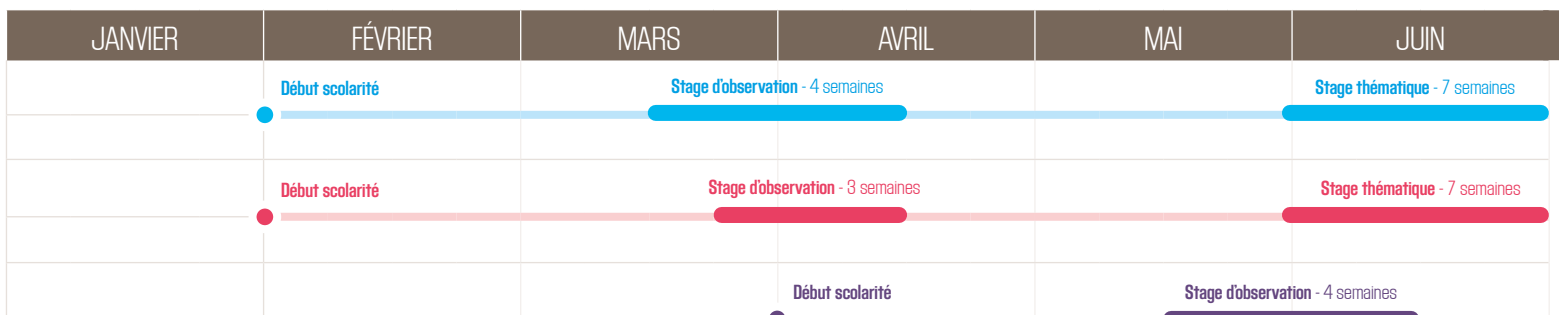 JANVIER FÉVRIER MARS AVRIL MAI JUIN
Début scolarité Stage d'observation - 4 semaines Stage thématique - 7 semaines
Début scolarité Stage d'observation - 3 semaines Stage thématique - 7 semaines
Début scolarité Stage d'observation - 4 semaines